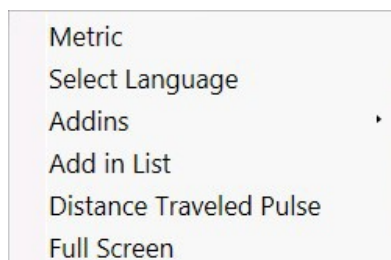 Metric
Select Language
Addins
Add in List
Distance Traveled Pulse
Full Screen